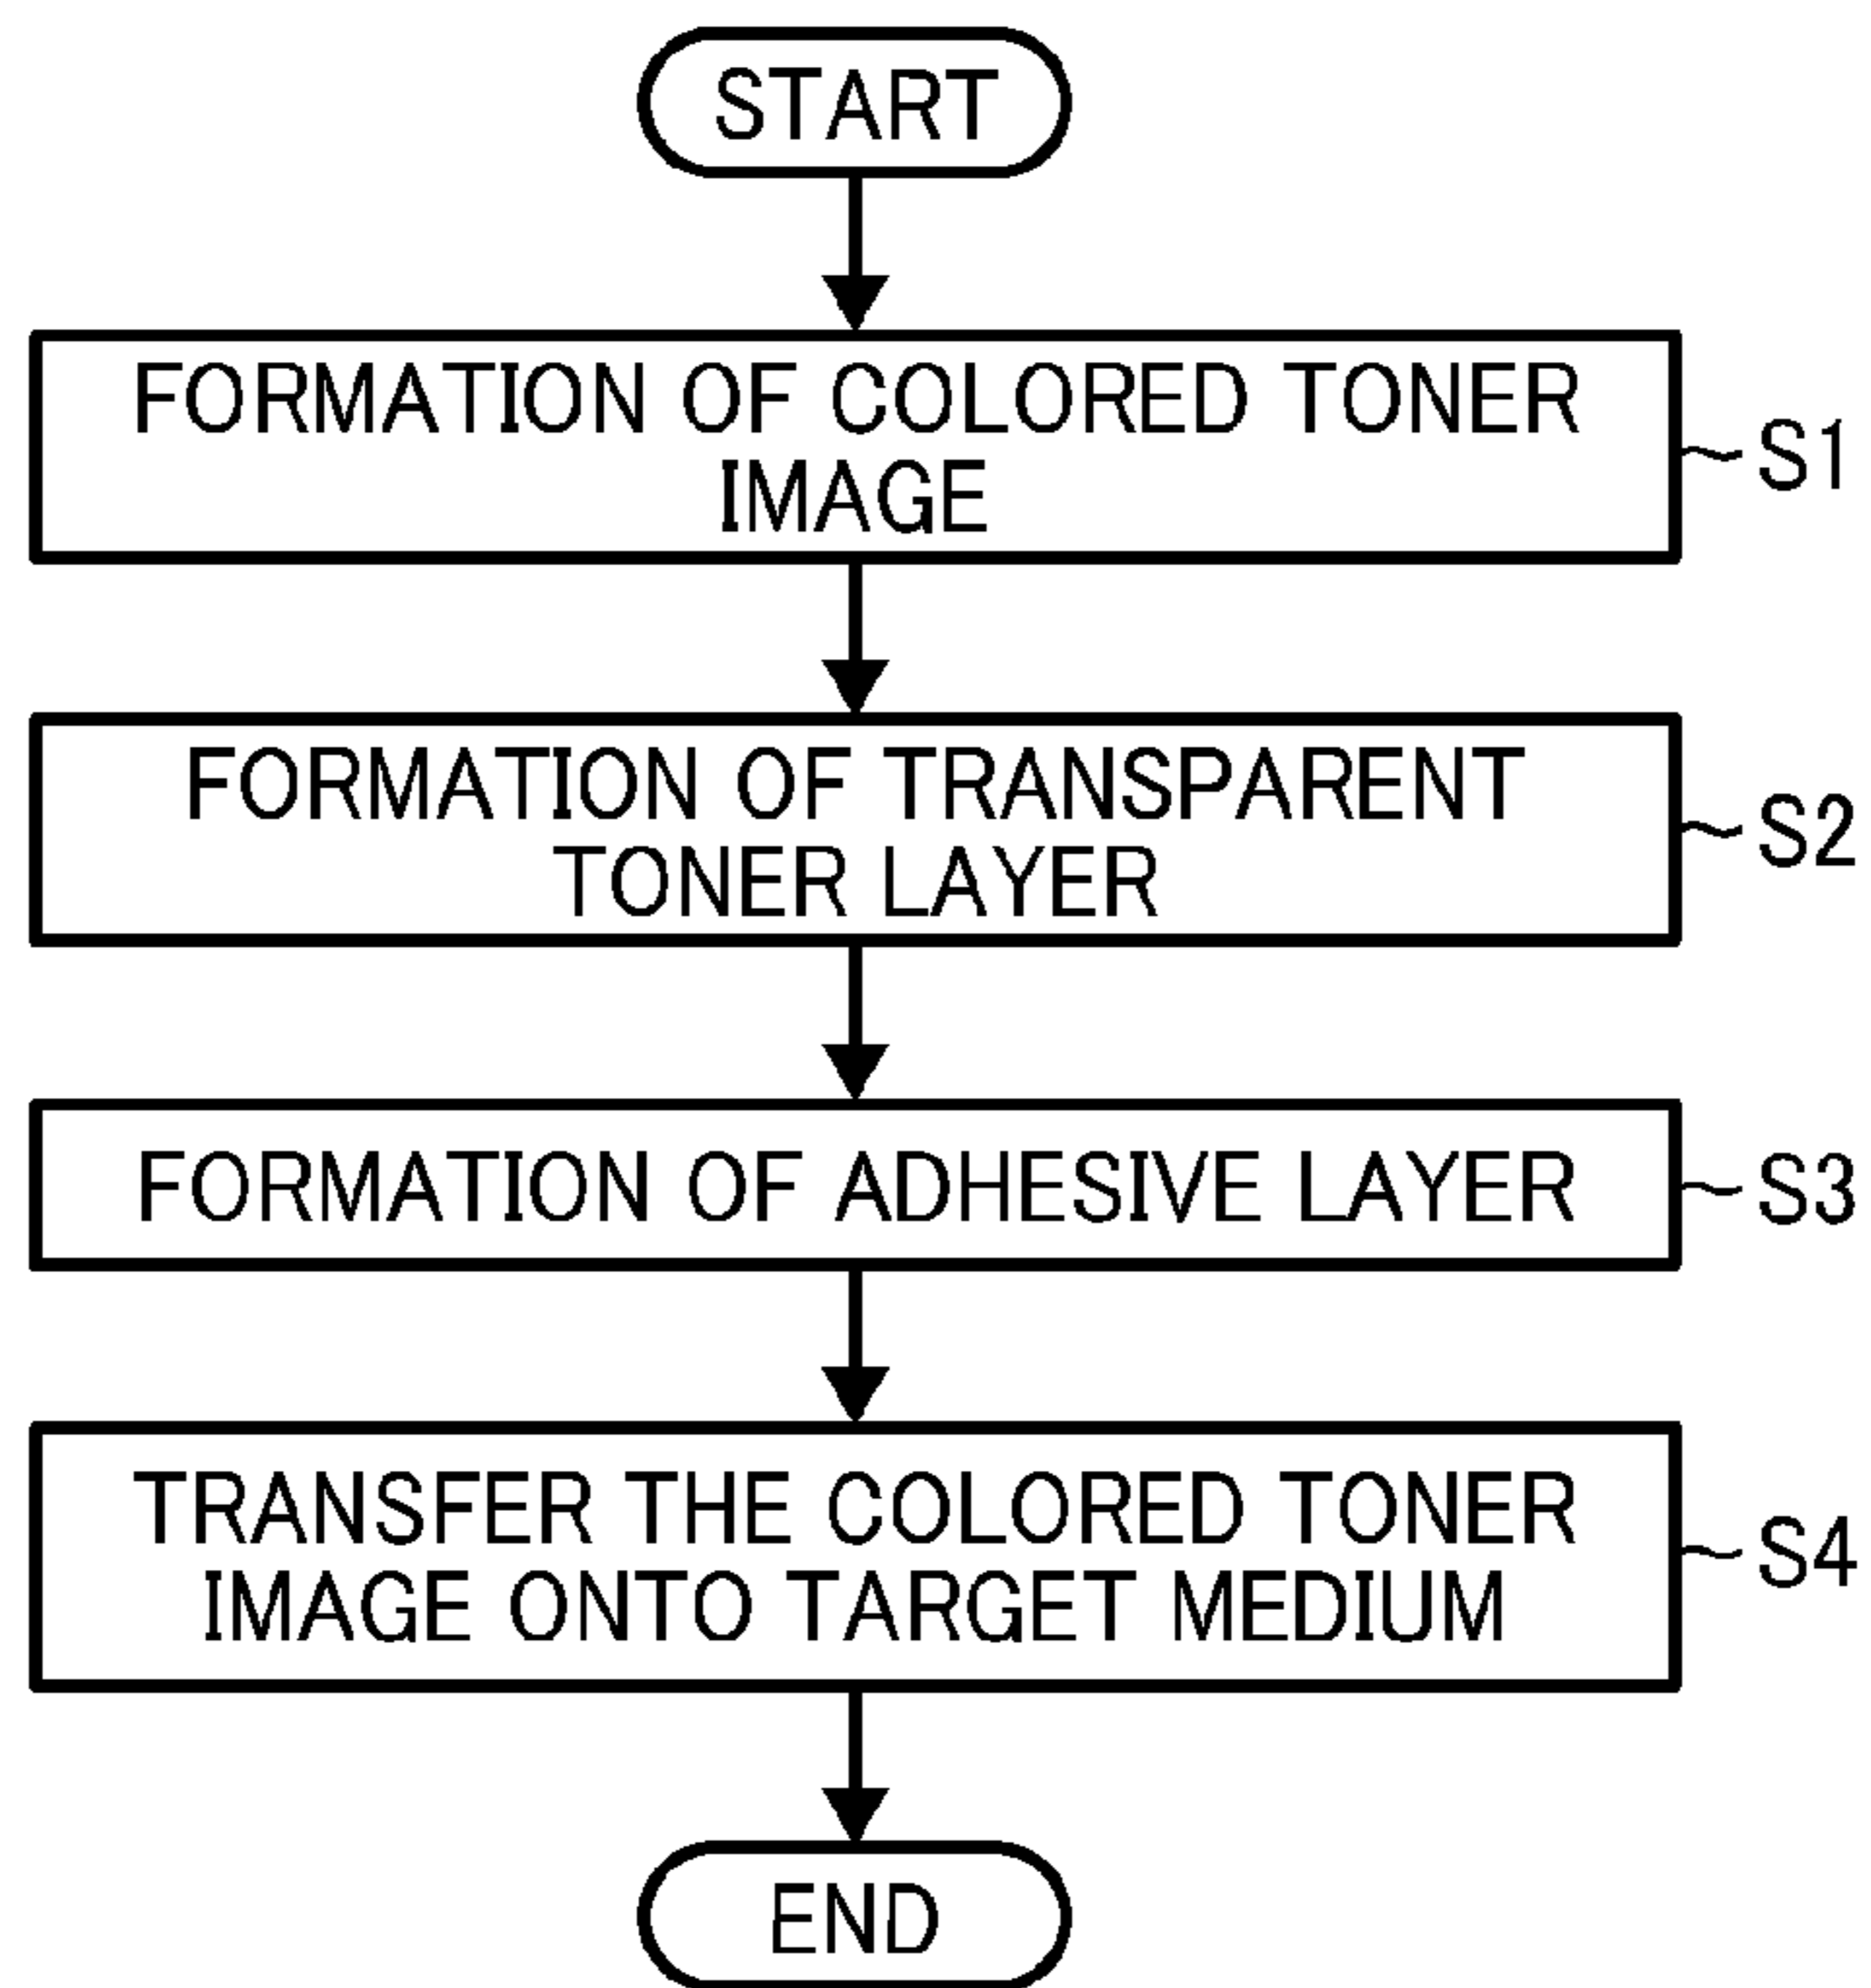 START
FORMATION OF COLORED TONER
IMAGE
S1
FORMATION OF TRANSPARENT
TONER LAYER
S2
FORMATION OF ADHESIVE LAYER
S3
TRANSFER THE COLORED TONER
IMAGE ONTO TARGET MEDIUM
S4
END